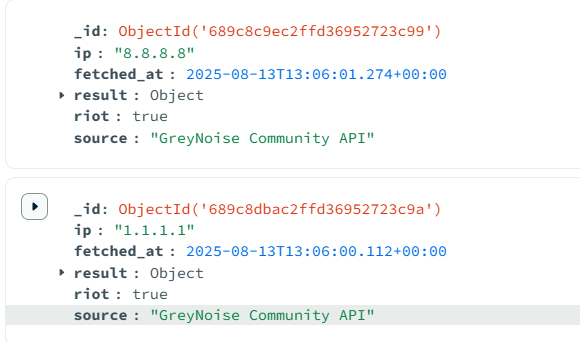 _id: ObjectId('689c8c9ec2ffd36952723c99')
ip : "8.8.8.8"
fetched_at : 2025-08-13T13:06:01.274+00:00
result : Object
riot : true
source : "GreyNoise Community API"
_id: ObjectId('689c8dbac2ffd36952723c9a')
ip : "1.1.1.1"
fetched_at : 2025-08-13T13:06:00.112+00:00
result : Object
riot : true
source : "GreyNoise Community API"